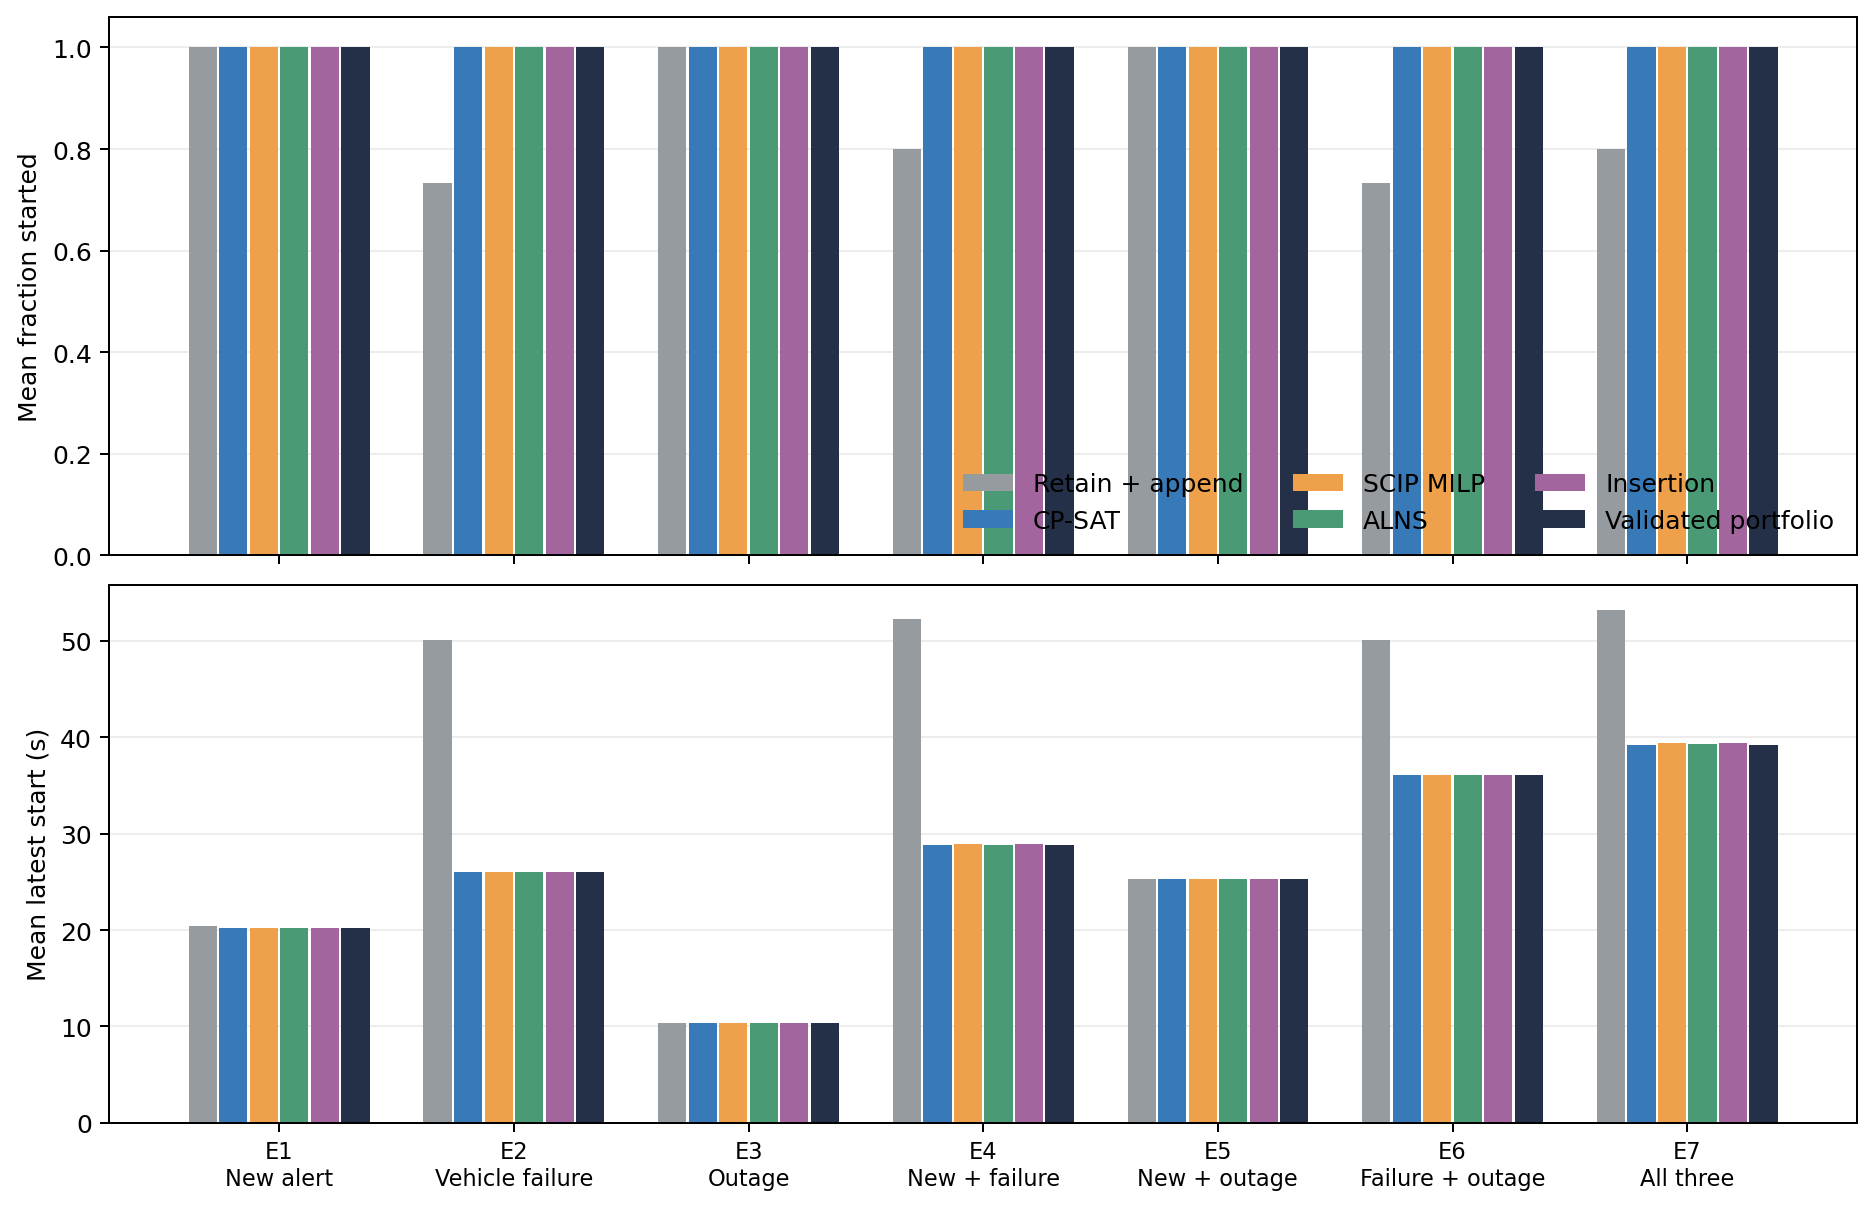 Mean fraction started
1.0
0.8
0.6
0.4
0.2
0.0
Retain + append
SCIP MILP
Insertion
CP-SAT
ALNS
Validated portfolio
Mean latest start (s)
50
40
30
20
10
0
E1
New alert
E2
Vehicle failure
E3
Outage
E4
New + failure
E5
New + outage
E6
Failure + outage
E7
All three